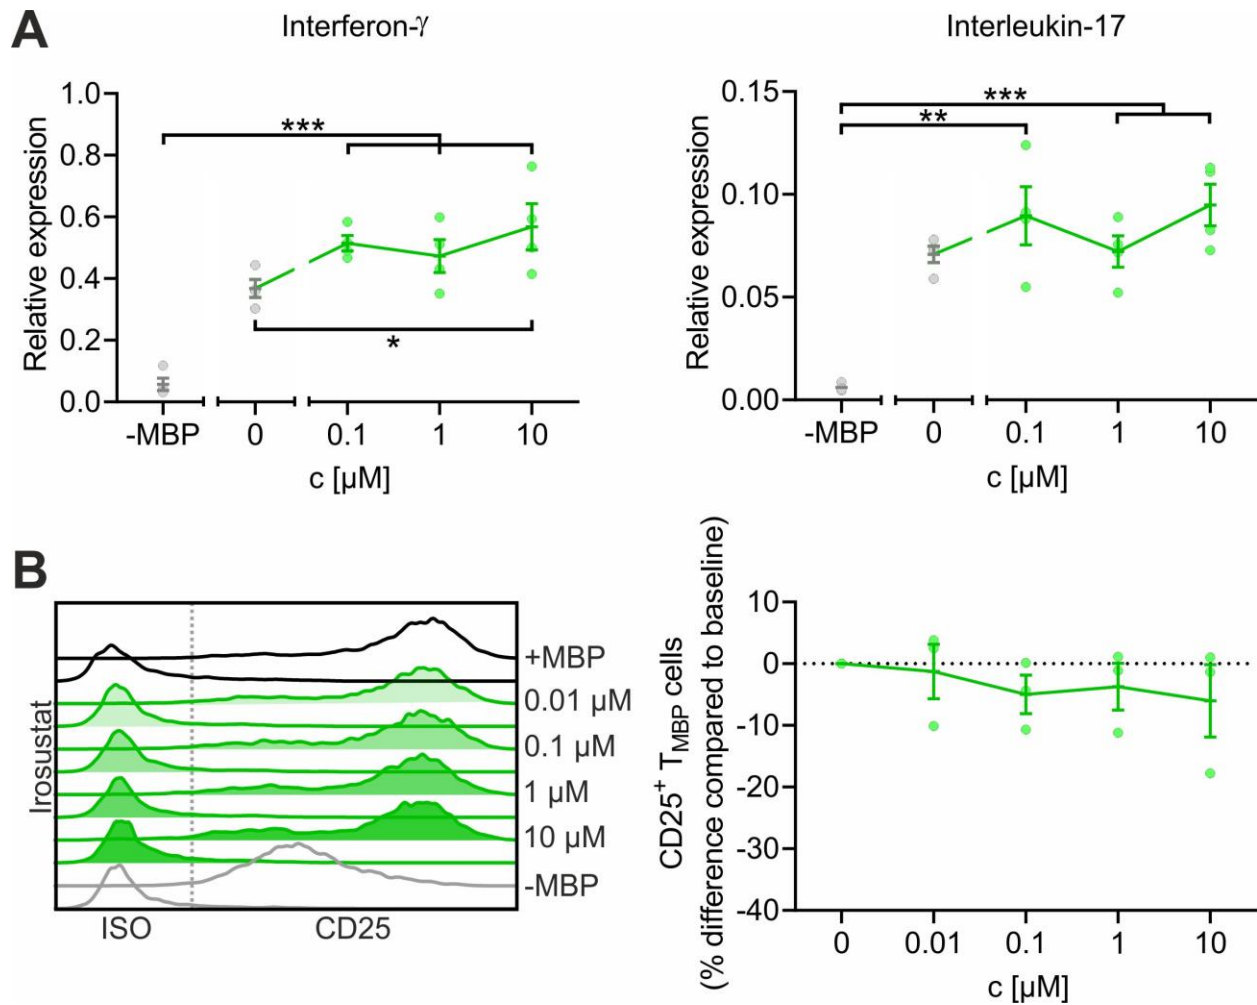 A
Interferon-γ
Relative expression
1.0
0.8
0.6
0.4
0.2
0.0
***
*
-MBP 0 0.1 1 10
c [µM]
Interleukin-17
Relative expression
0.15
0.10
0.05
0.00
***
**
-MBP 0 0.1 1 10
c [µM]
B
Irosustat
+MBP
0.01 µM
0.1 µM
1 µM
10 µM
-MBP
ISO CD25
CD25+ TMBP cells
(% difference compared to baseline)
10
0
-10
-20
-30
-40
0 0.01 0.1 1 10
c [µM]